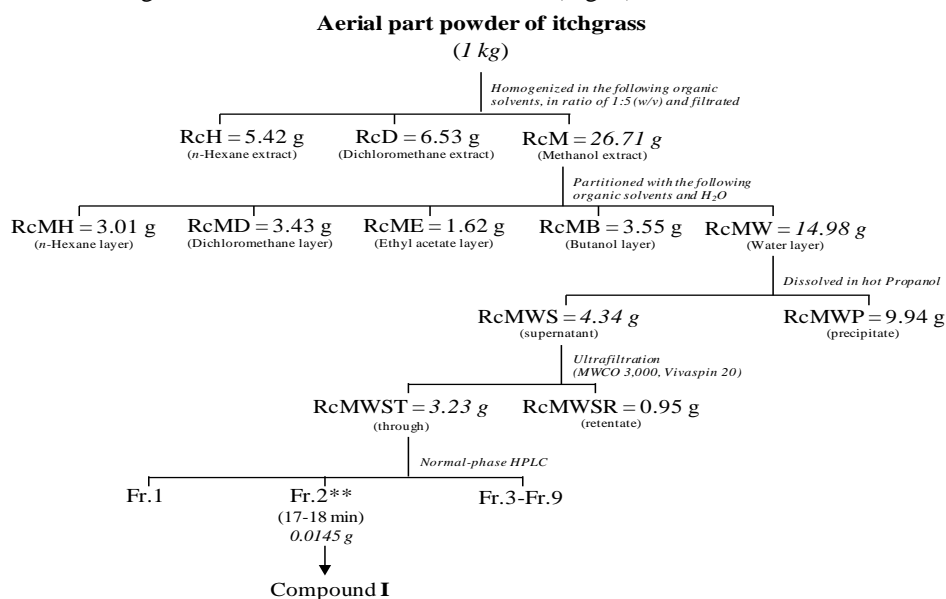 Aerial part powder of itchgrass
(1 kg)
Homogenized in the following organic
solvents, in ratio of 1:5 (w/v) and filtrated
RcH = 5.42 g RcD = 6.53 g RcM = 26.71 g
(n-Hexane extract) (Dichloromethane extract) (Methanol extract)
Partitioned with the following
organic solvents and H₂O
RcMH = 3.01 g RcMD = 3.43 g RcME = 1.62 g RcMB = 3.55 g RcMW = 14.98 g
(n-Hexane layer) (Dichloromethane layer) (Ethyl acetate layer) (Butanol layer) (Water layer)
Dissolved in hot Propanol
RcMWS = 4.34 g RcMWP = 9.94 g
(supernatant) (precipitate)
Ultrafiltration
(MWCO 3,000, Vivaspin 20)
RcMWST = 3.23 g RcMWSR = 0.95 g
(through) (retentate)
Normal-phase HPLC
Fr.1 Fr.2** Fr.3-Fr.9
(17-18 min)
0.0145 g
Compound I